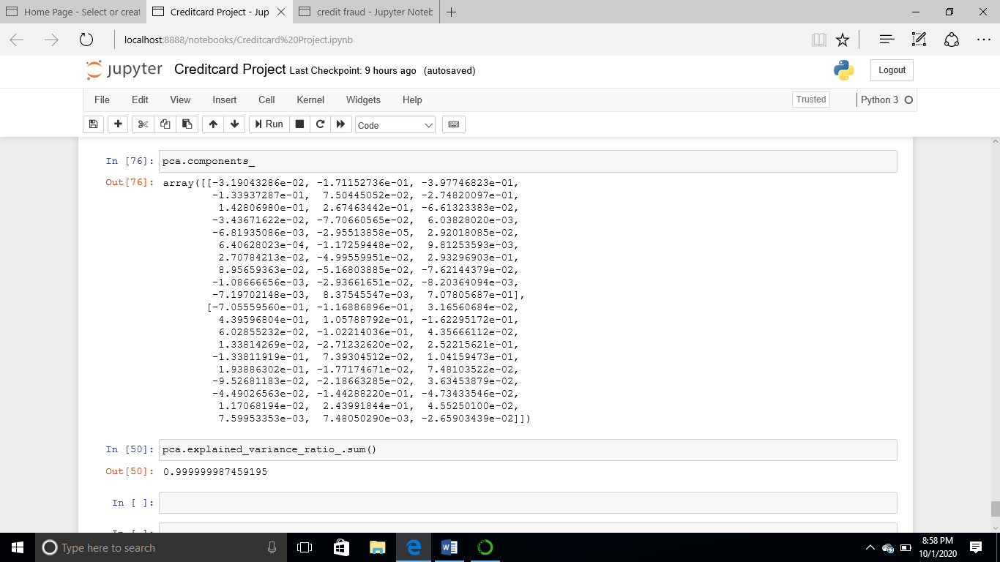 Home Page - Select or creat
Creditcard Project - Jup
credit fraud - Jupyter Noteb
localhost:8888/notebooks/Creditcard%20Project.ipynb
jupyter Creditcard Project Last Checkpoint: 9 hours ago (autosaved)
Logout
File Edit View Insert Cell Kernel Widgets Help
Trusted
Python 3
Run
Code
In [76]: pca.components_
Out[76]: array([[-3.19043286e-02, -1.71152736e-01, -3.97746823e-01,
-1.33937287e-01, 7.50445052e-02, -2.74820097e-01,
1.42806980e-01, 2.67463442e-01, -6.61323383e-02,
-3.43671622e-02, -7.70660565e-02, 6.03828020e-03,
-6.81935086e-03, -2.95513858e-05, 2.92018085e-02,
6.40628023e-04, -1.17259448e-02, 9.81253593e-03,
2.70784213e-02, -4.99559951e-02, 2.93296903e-01,
8.95659363e-02, -5.16803885e-02, -7.62144379e-02,
-1.08666656e-03, -2.93661651e-02, -8.20364094e-03,
-7.19702148e-03, 8.37545547e-03, 7.07805687e-01],
[-7.05559560e-01, -1.16886896e-01, 3.16560684e-02,
4.39596804e-01, 1.05788792e-01, -1.62295172e-01,
6.02855232e-02, -1.02214036e-01, 4.35666112e-02,
1.33814269e-02, -2.71232620e-02, 2.52215621e-01,
-1.33811919e-01, 7.39304512e-02, 1.04159473e-01,
1.93886302e-01, -1.77174671e-02, 7.48103522e-02,
-9.52681183e-02, -2.18663285e-02, 3.63453879e-02,
-4.49026563e-02, -1.44288220e-01, -4.73433546e-02,
1.17068194e-02, 2.43991844e-01, 4.55250100e-02,
7.59953353e-03, 7.48050290e-03, -2.65903439e-02]])
In [50]: pca.explained_variance_ratio_.sum()
Out[50]: 0.999999987459195
In [ ]:
In [ ]:
Type here to search
8:58 PM
10/1/2020